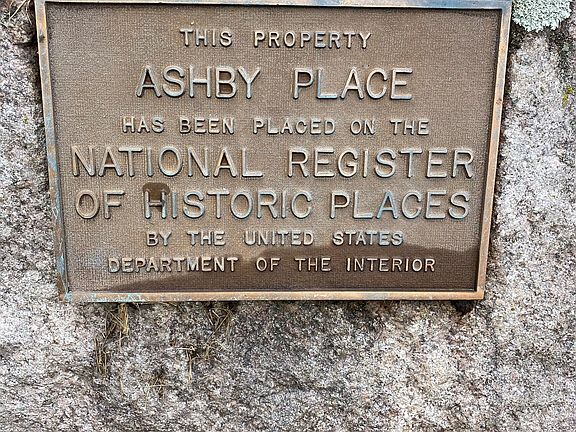 THIS PROPERTY
ASHBY PLACE
HAS BEEN PLACED ON THE
NATIONAL REGISTER
OF HISTORIC PLACES
BY THE UNITED STATES
DEPARTMENT OF THE INTERIOR